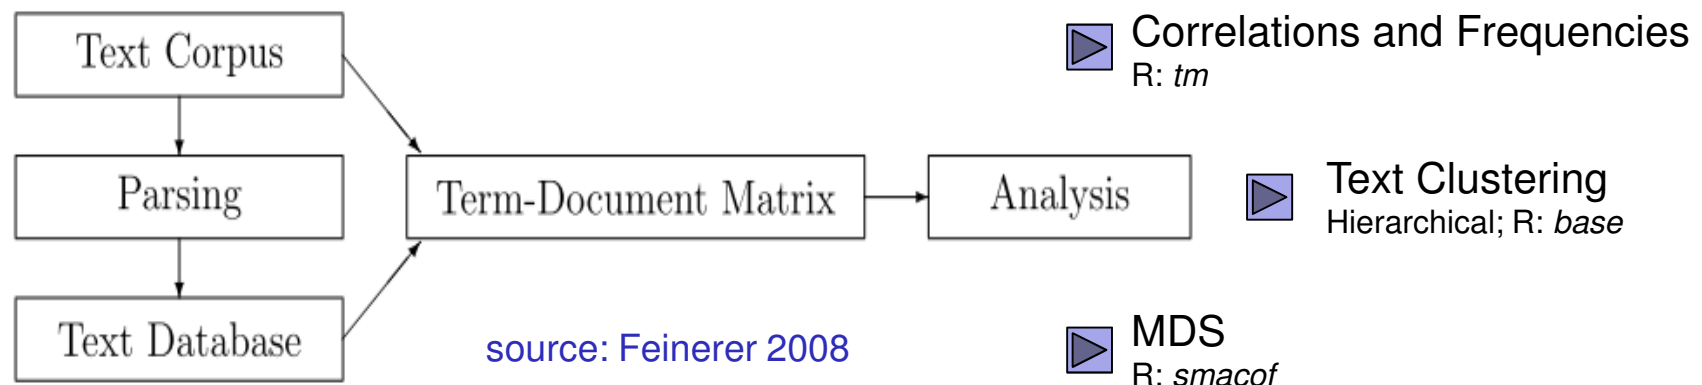 Text Corpus
Parsing
Text Database
Term-Document Matrix
Analysis
source: Feinerer 2008
Correlations and Frequencies
R: tm
Text Clustering
Hierarchical; R: base
MDS
R: smacof